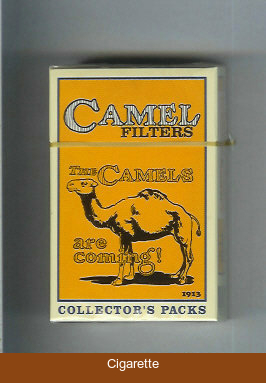 CAMEL
FILTERS
THE CAMELS
are
coming!
1913
COLLECTOR'S PACKS
Cigarette